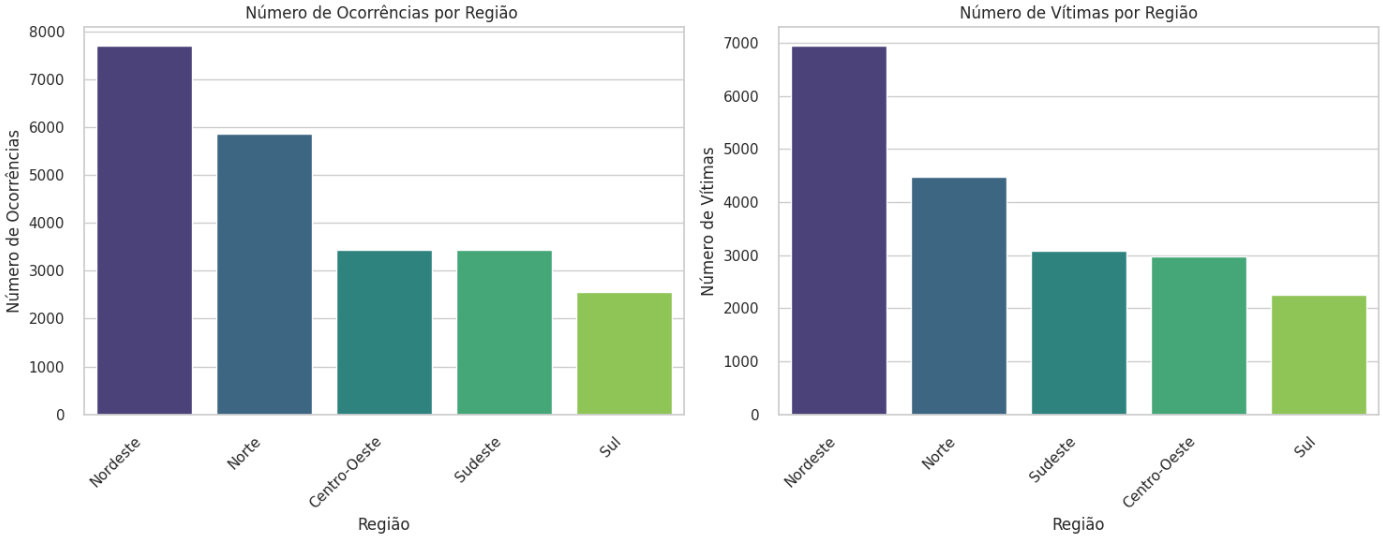 Número de Ocorrências por Região
Número de Ocorrências
8000
7000
6000
5000
4000
3000
2000
1000
0
Nordeste
Norte
Centro-Oeste
Sudeste
Sul
Região
Número de Vítimas por Região
Número de Vítimas
7000
6000
5000
4000
3000
2000
1000
0
Nordeste
Norte
Sudeste
Centro-Oeste
Sul
Região